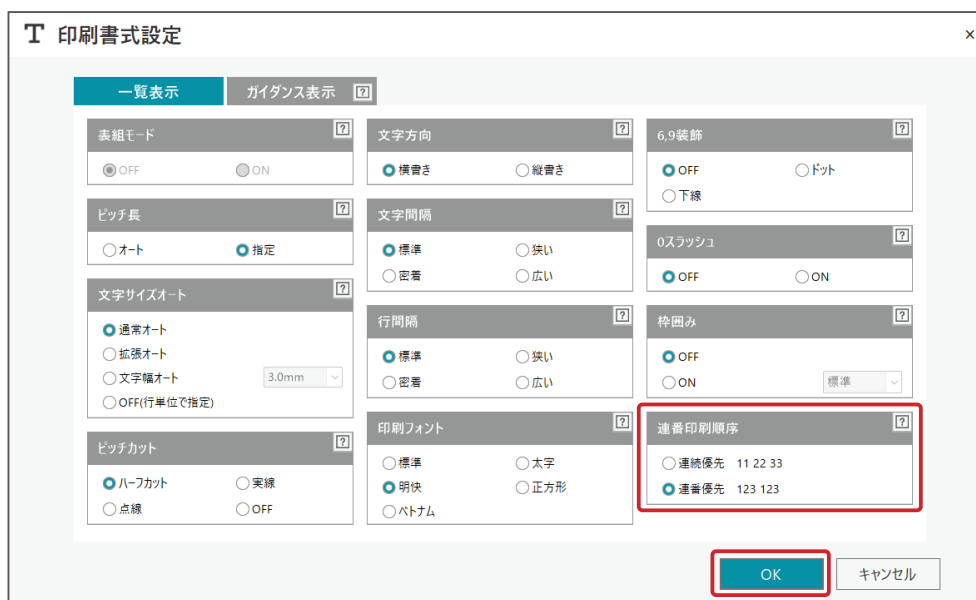 T 印刷書式設定
×
一覧表示
ガイダンス表示 ?
表組モード ?
OFF ON
ピッチ長 ?
オート 指定
文字サイズオート ?
通常オート
拡張オート
文字幅オート 3.0mm
OFF(行単位で指定)
ピッチカット ?
ハーフカット 実線
点線 OFF
文字方向 ?
横書き 縦書き
文字間隔 ?
標準 狭い
密着 広い
行間隔 ?
標準 狭い
密着 広い
印刷フォント ?
標準 太字
明快 正方形
ベトナム
6,9装飾 ?
OFF ドット
下線
0スラッシュ ?
OFF ON
枠囲み ?
OFF
ON 標準
連番印刷順序 ?
連続優先 11 22 33
連番優先 123 123
OK キャンセル